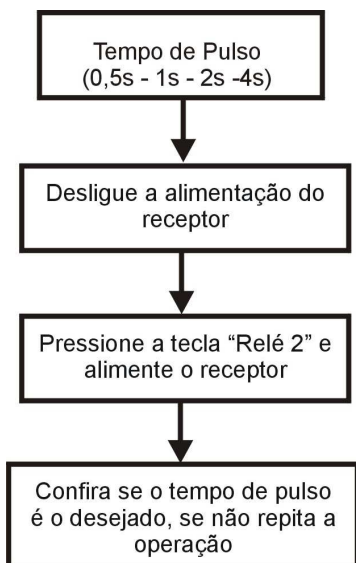 Tempo de Pulso
(0,5s - 1s - 2s -4s)
Desligue a alimentação do
receptor
Pressione a tecla “Relé 2” e
alimente o receptor
Confira se o tempo de pulso
é o desejado, se não repita a
operação